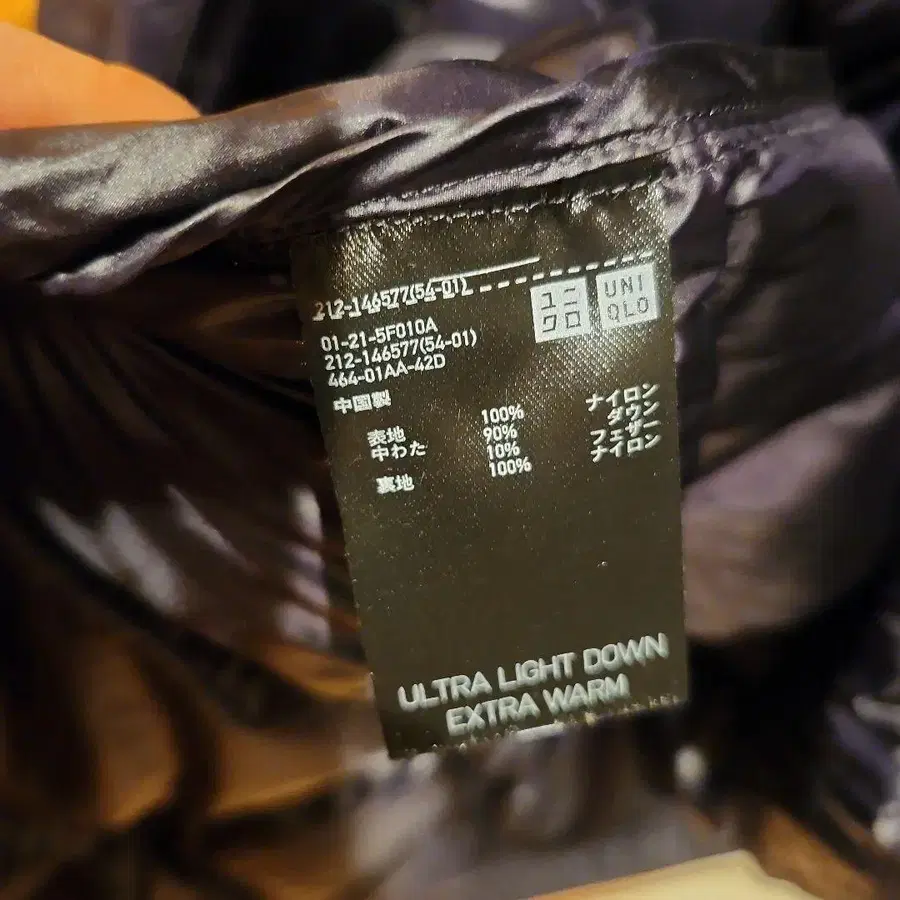 212-146577(54-01)
ユニ
クロ
UNI
QLO
01-21-5F010A
212-146577(54-01)
464-01AA-42D
中国製
表地 100% ナイロン
中わた 90% ダウン
10% フェザー
裏地 100% ナイロン
ULTRA LIGHT DOWN
EXTRA WARM